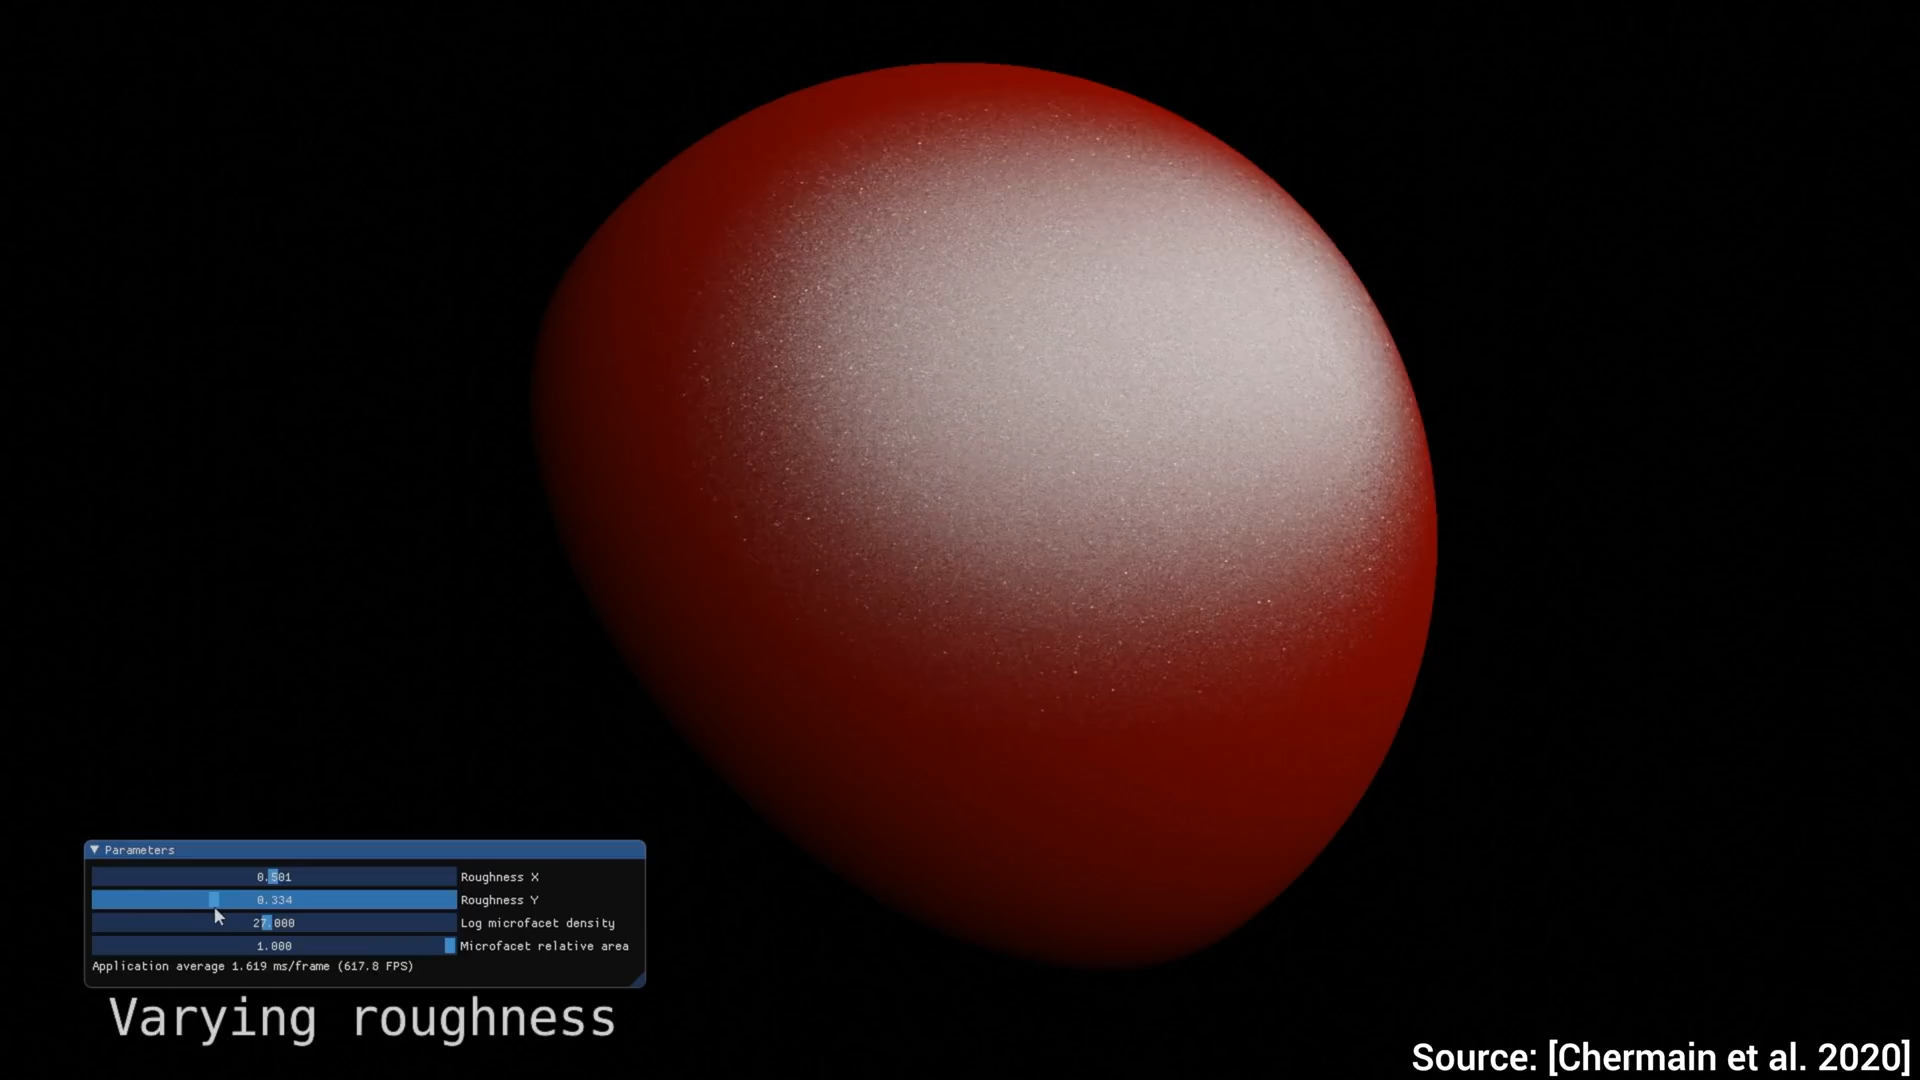 Parameters
0.501 Roughness X
0.334 Roughness Y
27.000 Log microfacet density
1.000 Microfacet relative area
Application average 1.619 ms/frame (617.8 FPS)
Varying roughness
Source: [Chermain et al. 2020]